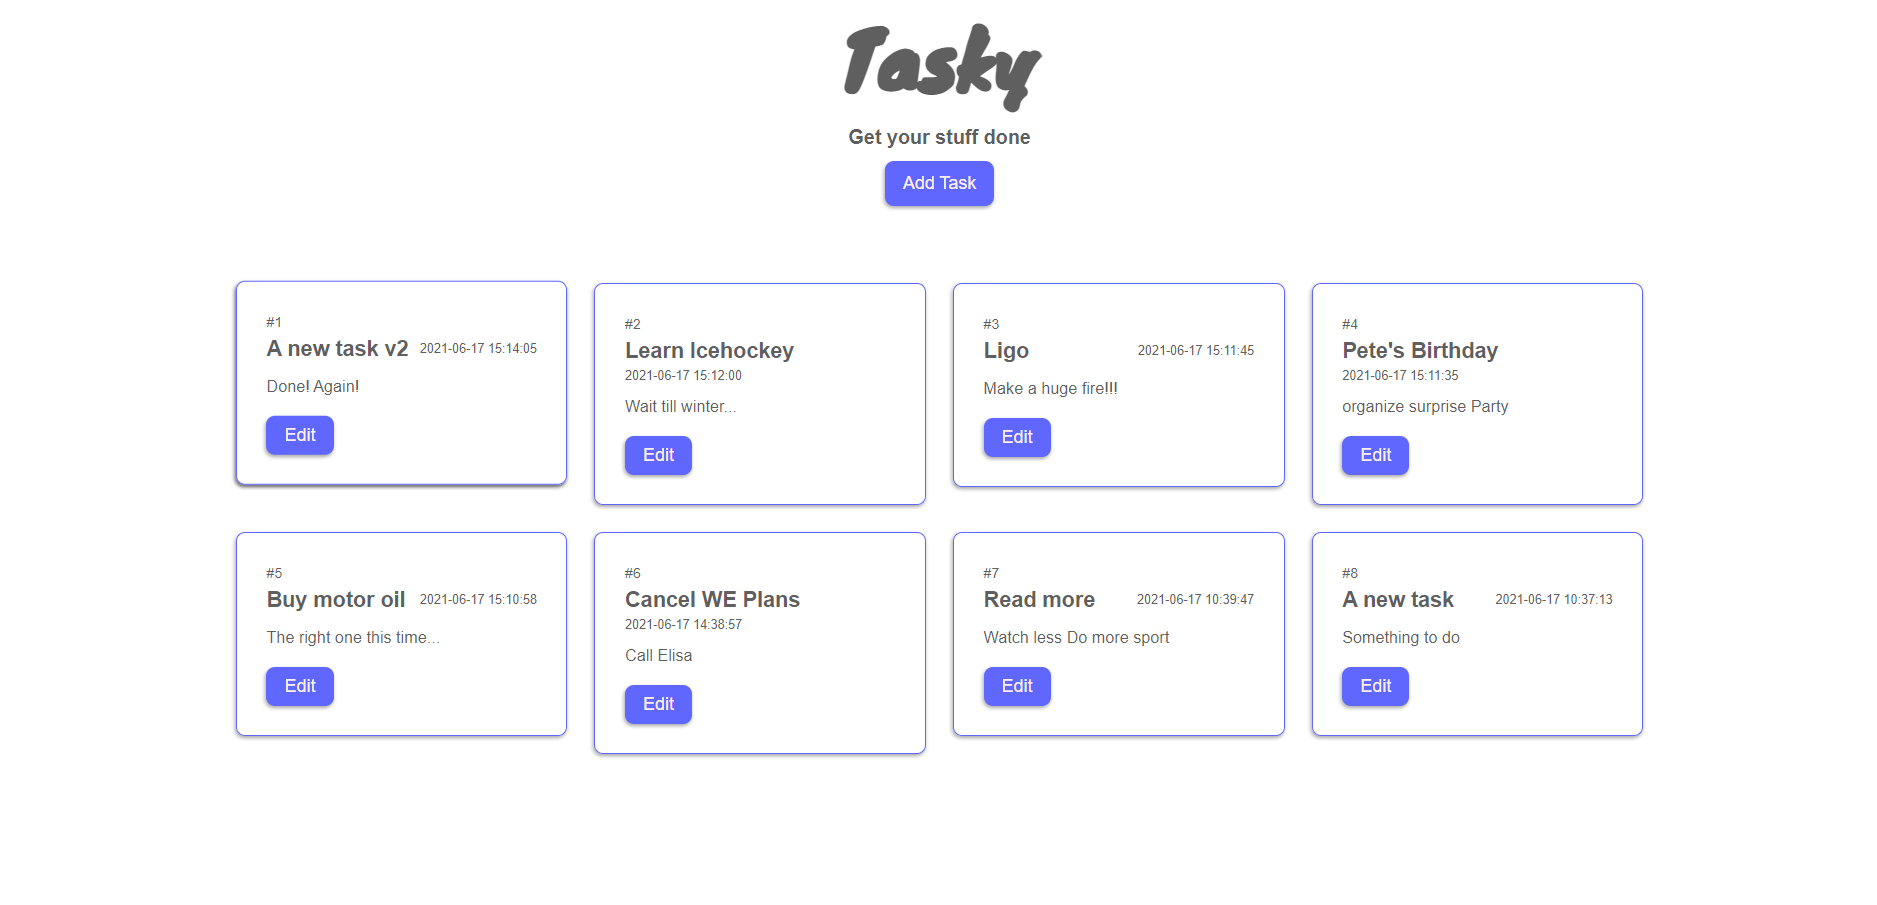 Tasky
Get your stuff done
Add Task
#1
A new task v2 2021-06-17 15:14:05
Done! Again!
Edit
#2
Learn Icehockey
2021-06-17 15:12:00
Wait till winter...
Edit
#3
Ligo 2021-06-17 15:11:45
Make a huge fire!!!
Edit
#4
Pete's Birthday
2021-06-17 15:11:35
organize surprise Party
Edit
#5
Buy motor oil 2021-06-17 15:10:58
The right one this time...
Edit
#6
Cancel WE Plans
2021-06-17 14:38:57
Call Elisa
Edit
#7
Read more 2021-06-17 10:39:47
Watch less Do more sport
Edit
#8
A new task 2021-06-17 10:37:13
Something to do
Edit